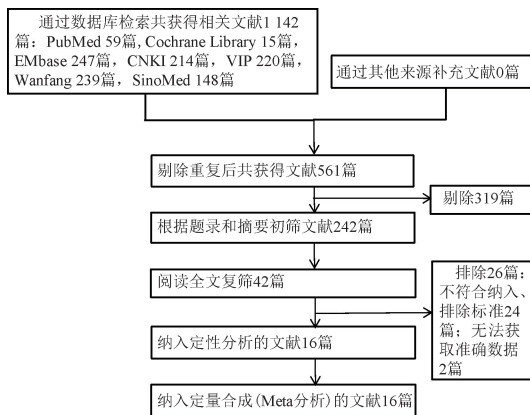 通过数据库检索共获得相关文献1 142
篇：PubMed 59篇, Cochrane Library 15篇，
EMbase 247篇，CNKI 214篇，VIP 220篇，
Wanfang 239篇，SinoMed 148篇
通过其他来源补充文献0篇
剔除重复后共获得文献561篇
剔除319篇
根据题录和摘要初筛文献242篇
阅读全文复筛42篇
排除26篇：
不符合纳入、
排除标准24
篇；无法获
取准确数据
2篇
纳入定性分析的文献16篇
纳入定量合成(Meta分析)的文献16篇